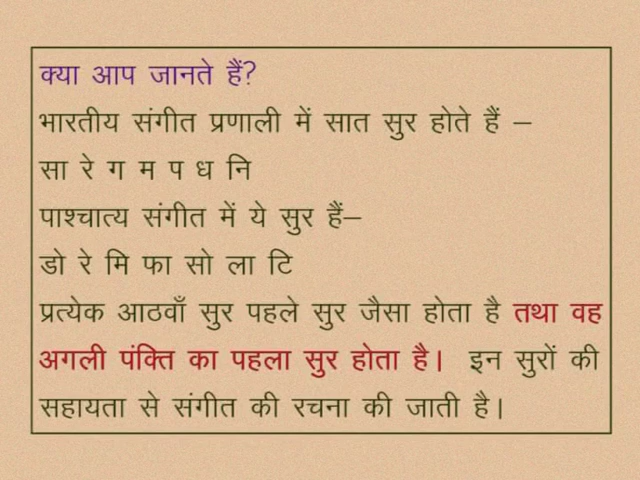 क्या आप जानते हैं?
भारतीय संगीत प्रणाली में सात सुर होते हैं –
सा रे ग म प ध नि
पाश्चात्य संगीत में ये सुर हैं–
डो रे मि फा सो ला टि
प्रत्येक आठवाँ सुर पहले सुर जैसा होता है तथा वह
अगली पंक्ति का पहला सुर होता है। इन सुरों की
सहायता से संगीत की रचना की जाती है।